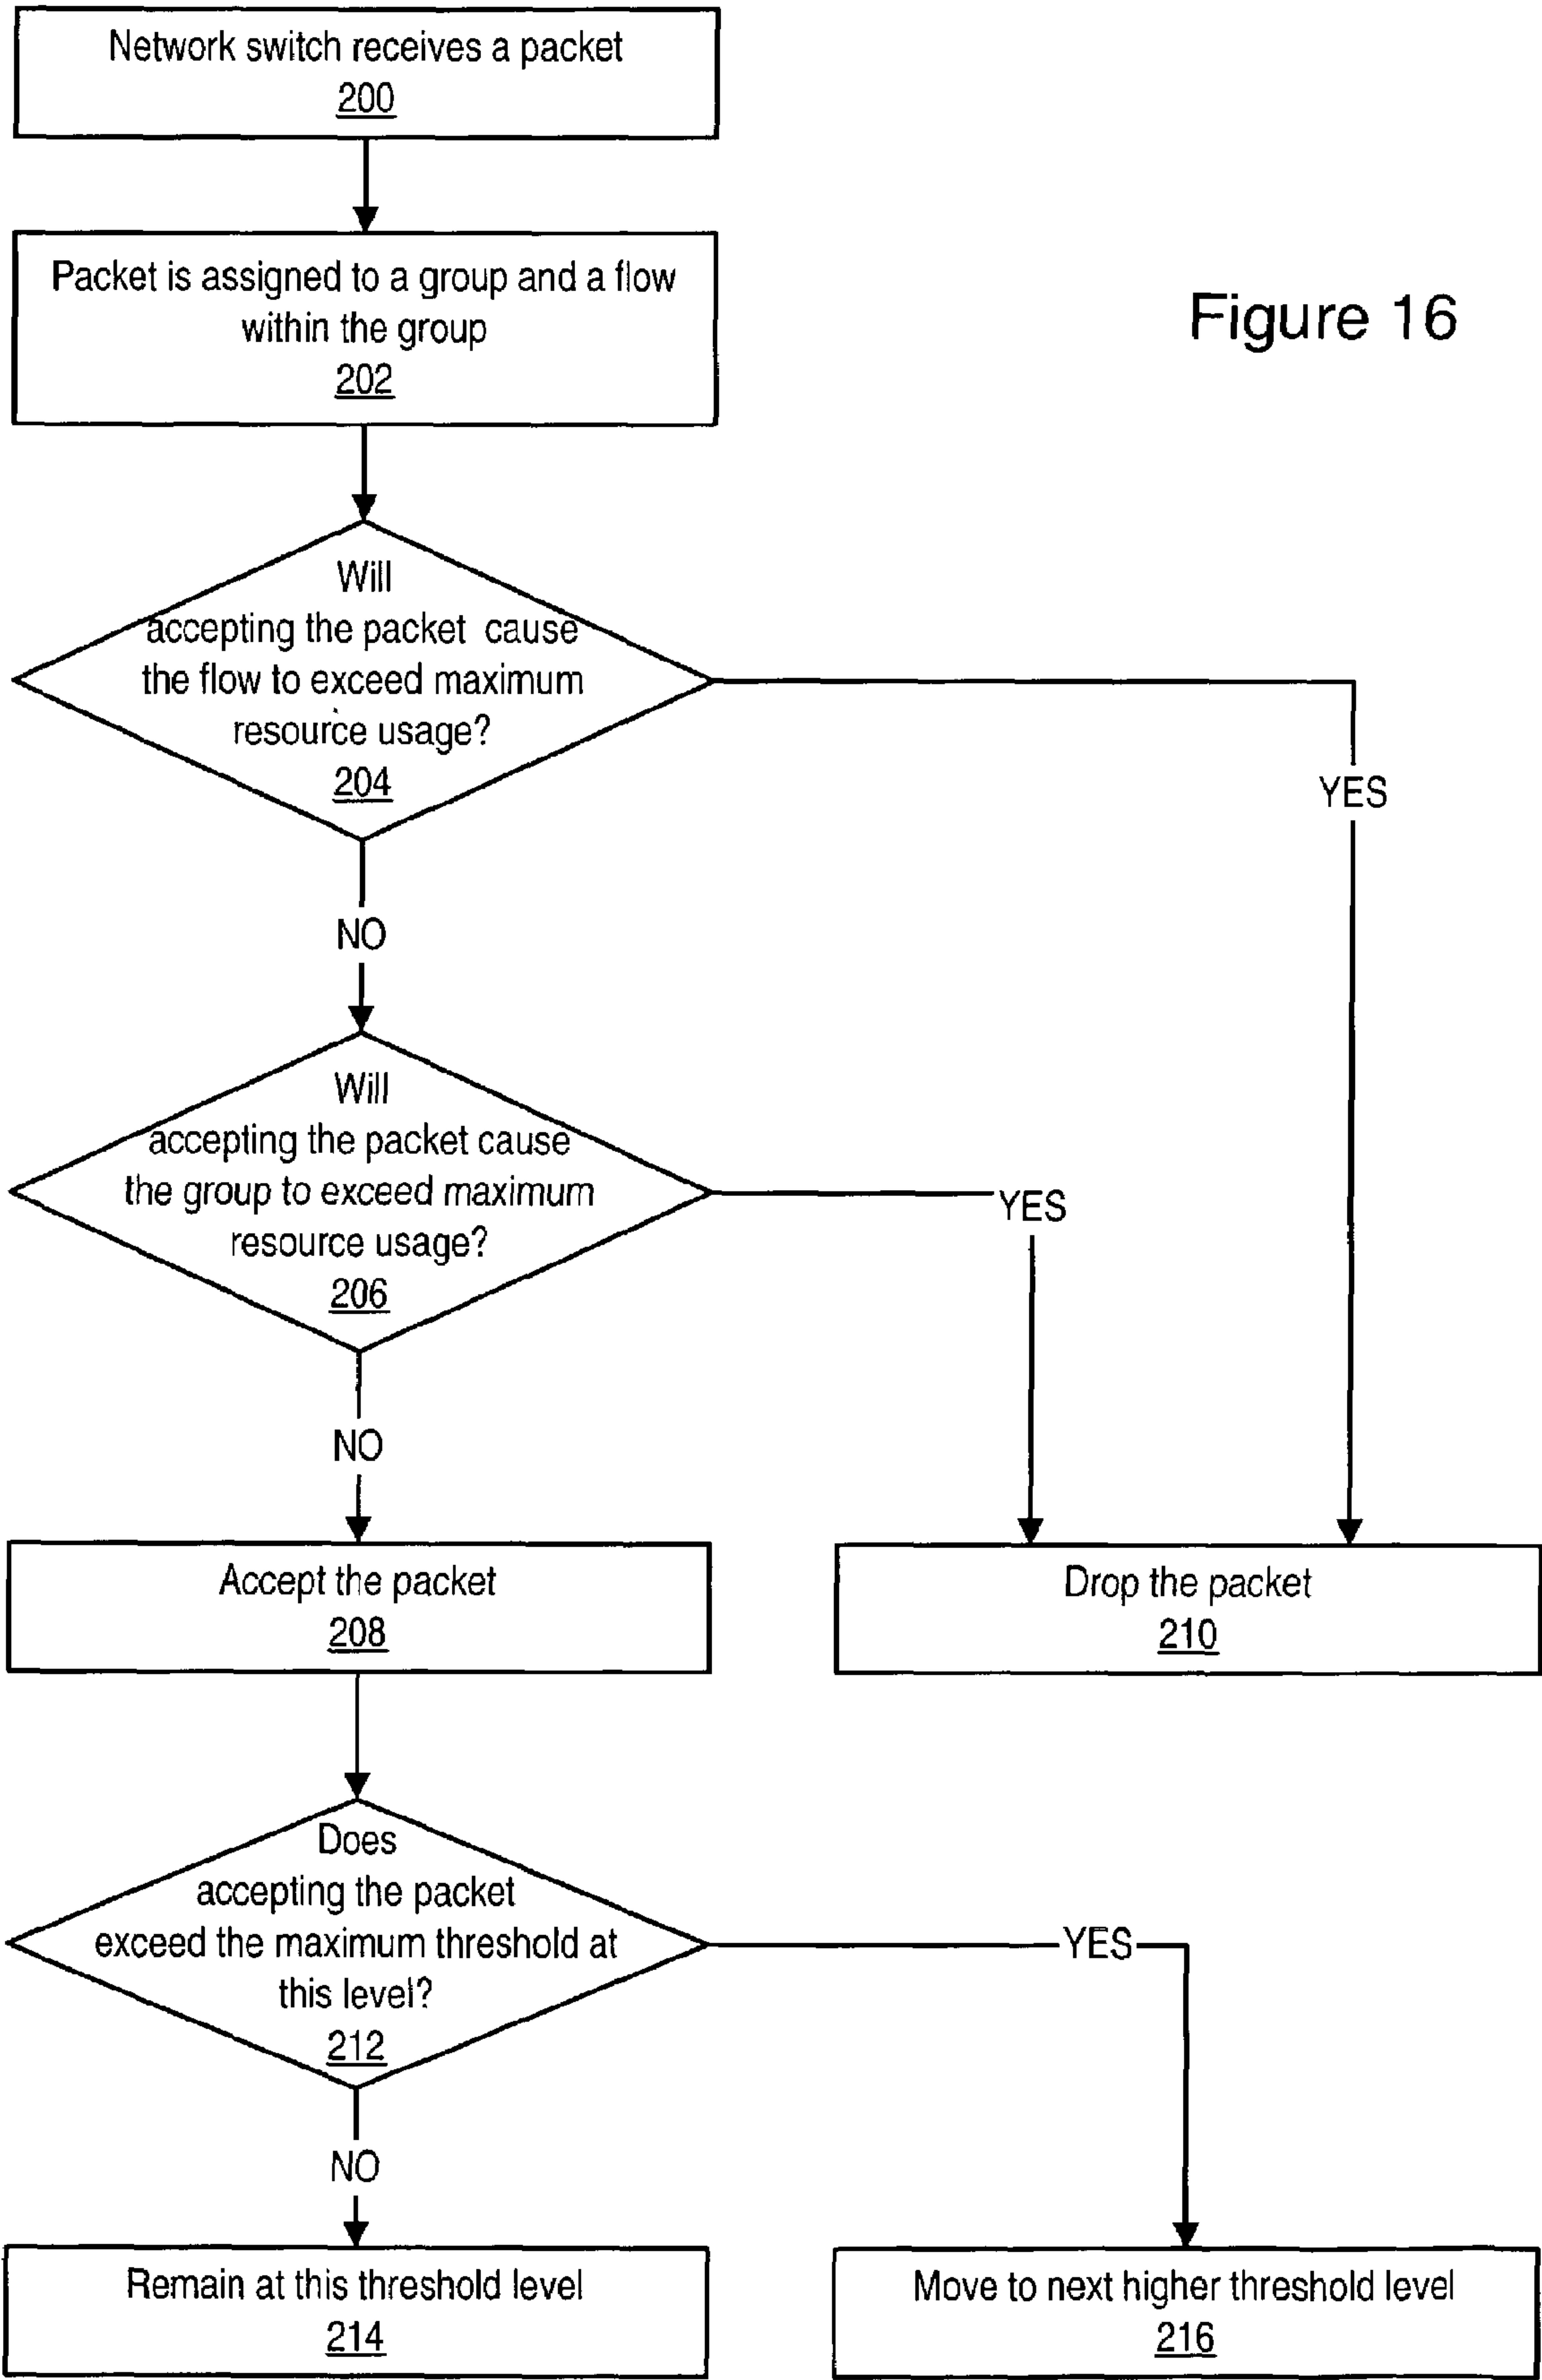 Network switch receives a packet
200
Packet is assigned to a group and a flow
within the group
202
Figure 16
Will
accepting the packet cause
the flow to exceed maximum
resource usage?
204
YES
NO
Will
accepting the packet cause
the group to exceed maximum
resource usage?
206
YES
NO
Accept the packet
208
Drop the packet
210
Does
accepting the packet
exceed the maximum threshold at
this level?
212
YES
NO
Remain at this threshold level
214
Move to next higher threshold level
216